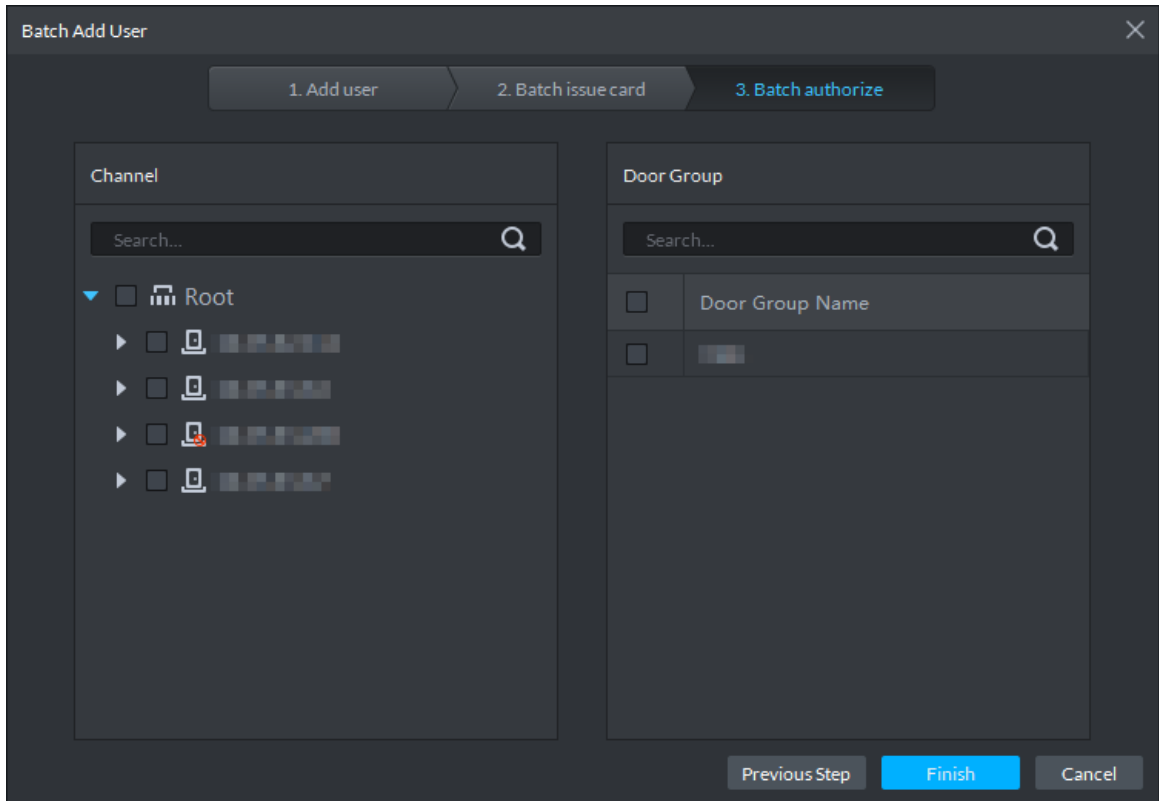 Batch Add User
1. Add user
2. Batch issue card
3. Batch authorize
Channel
Search...
Root
Door Group
Search...
Door Group Name
Previous Step
Finish
Cancel